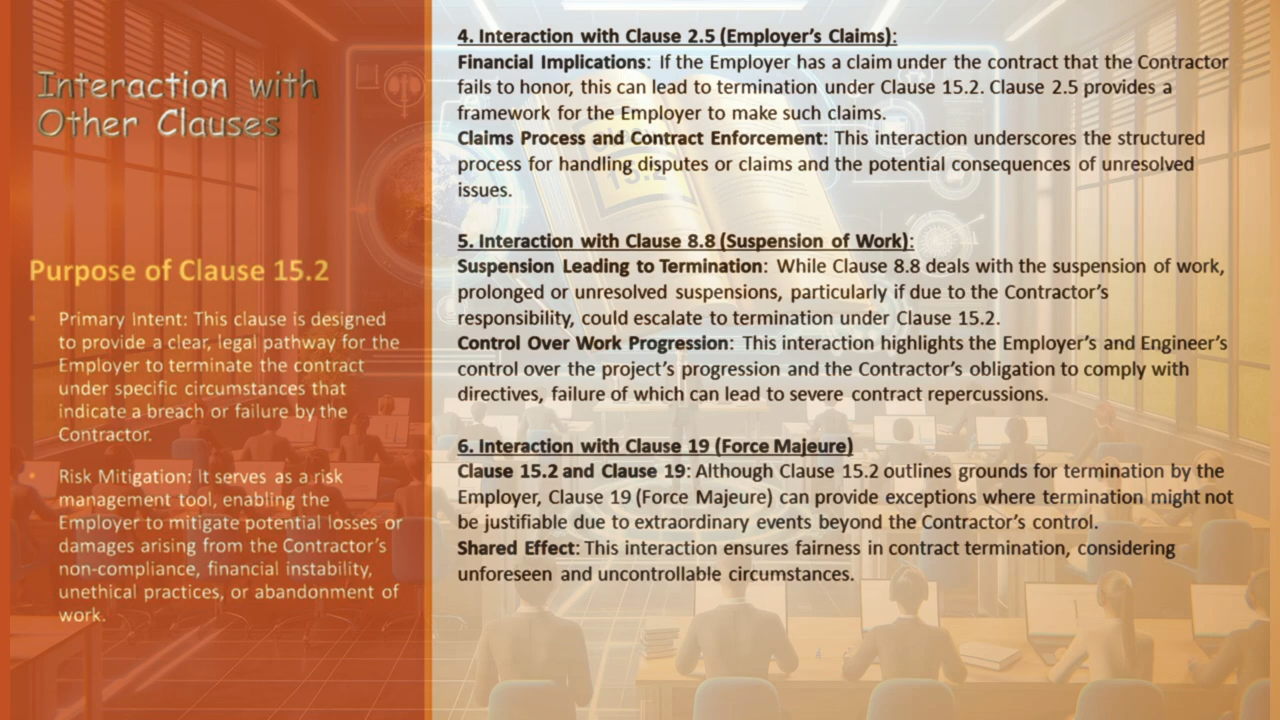 Interaction with
Other Clauses
Purpose of Clause 15.2
• Primary Intent: This clause is designed
to provide a clear, legal pathway for the
Employer to terminate the contract
under specific circumstances that
indicate a breach or failure by the
Contractor.
• Risk Mitigation: It serves as a risk
management tool, enabling the
Employer to mitigate potential losses or
damages arising from the Contractor's
non-compliance, financial instability,
unethical practices, or abandonment of
work.
4. Interaction with Clause 2.5 (Employer's Claims):
Financial Implications: If the Employer has a claim under the contract that the Contractor
fails to honor, this can lead to termination under Clause 15.2. Clause 2.5 provides a
framework for the Employer to make such claims.
Claims Process and Contract Enforcement: This interaction underscores the structured
process for handling disputes or claims and the potential consequences of unresolved
issues.
5. Interaction with Clause 8.8 (Suspension of Work):
Suspension Leading to Termination: While Clause 8.8 deals with the suspension of work,
prolonged or unresolved suspensions, particularly if due to the Contractor's
responsibility, could escalate to termination under Clause 15.2.
Control Over Work Progression: This interaction highlights the Employer's and Engineer's
control over the project's progression and the Contractor's obligation to comply with
directives, failure of which can lead to severe contract repercussions.
6. Interaction with Clause 19 (Force Majeure)
Clause 15.2 and Clause 19: Although Clause 15.2 outlines grounds for termination by the
Employer, Clause 19 (Force Majeure) can provide exceptions where termination might not
be justifiable due to extraordinary events beyond the Contractor's control.
Shared Effect: This interaction ensures fairness in contract termination, considering
unforeseen and uncontrollable circumstances.